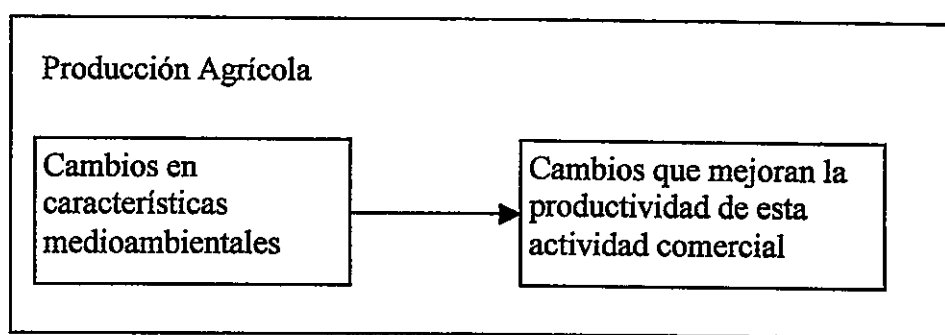 Producción Agrícola
Cambios en
características
medioambientales
Cambios que mejoran la
productividad de esta
actividad comercial